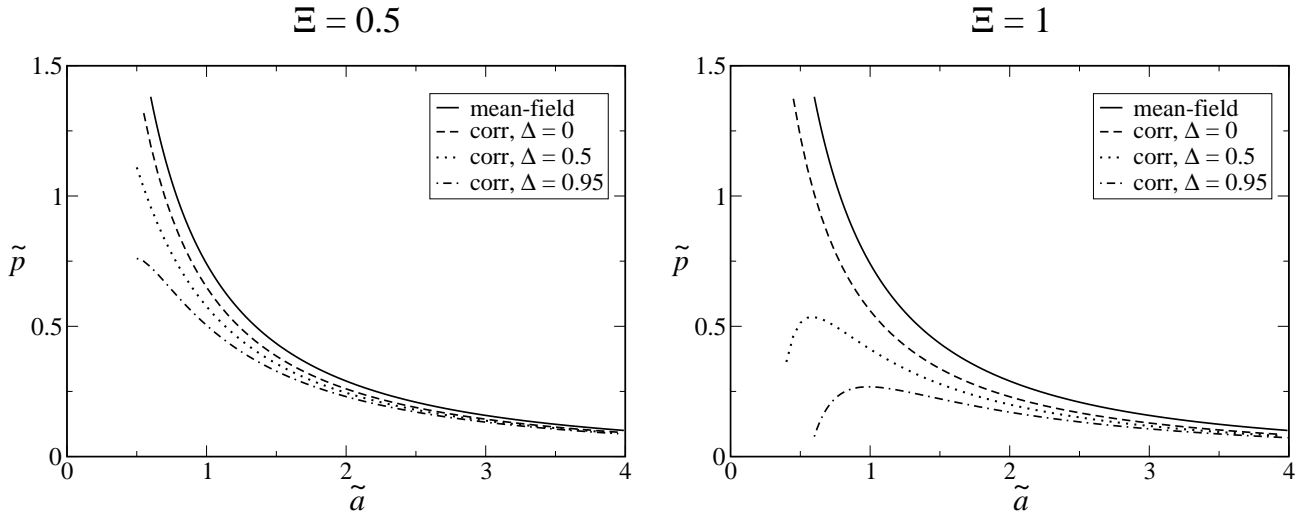 Ξ = 0.5
1.5
1
0.5
0
p̃
0
1
2
3
4
ã
mean-field
corr, Δ = 0
corr, Δ = 0.5
corr, Δ = 0.95
Ξ = 1
1.5
1
0.5
0
p̃
0
1
2
3
4
ã
mean-field
corr, Δ = 0
corr, Δ = 0.5
corr, Δ = 0.95